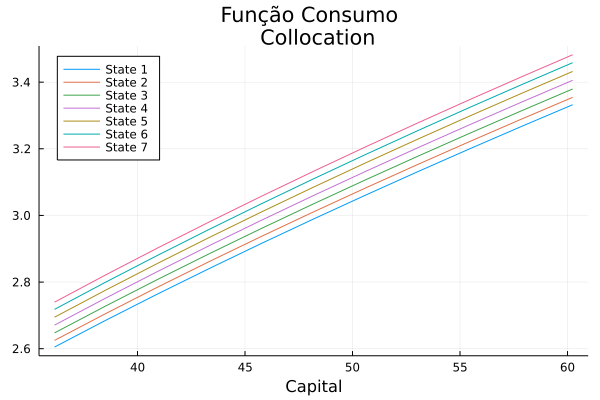 Função Consumo
Collocation
State 1
State 2
State 3
State 4
State 5
State 6
State 7
3.4
3.2
3.0
2.8
2.6
40
45
50
55
60
Capital